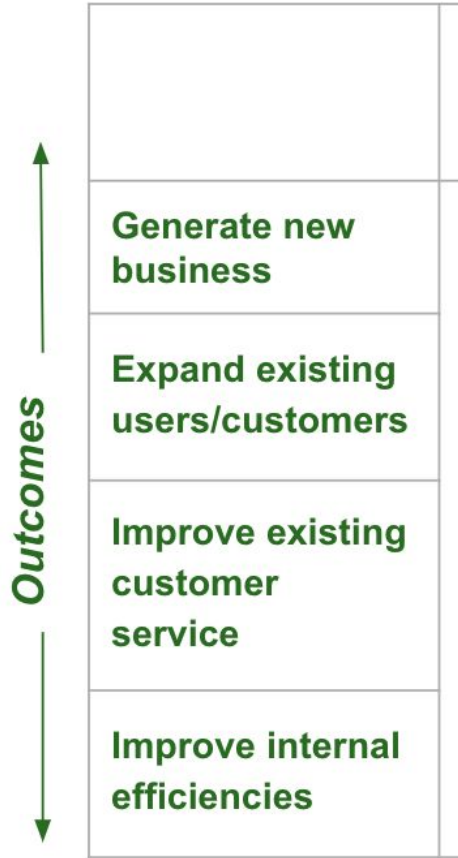 Outcomes
Generate new
business
Expand existing
users/customers
Improve existing
customer
service
Improve internal
efficiencies